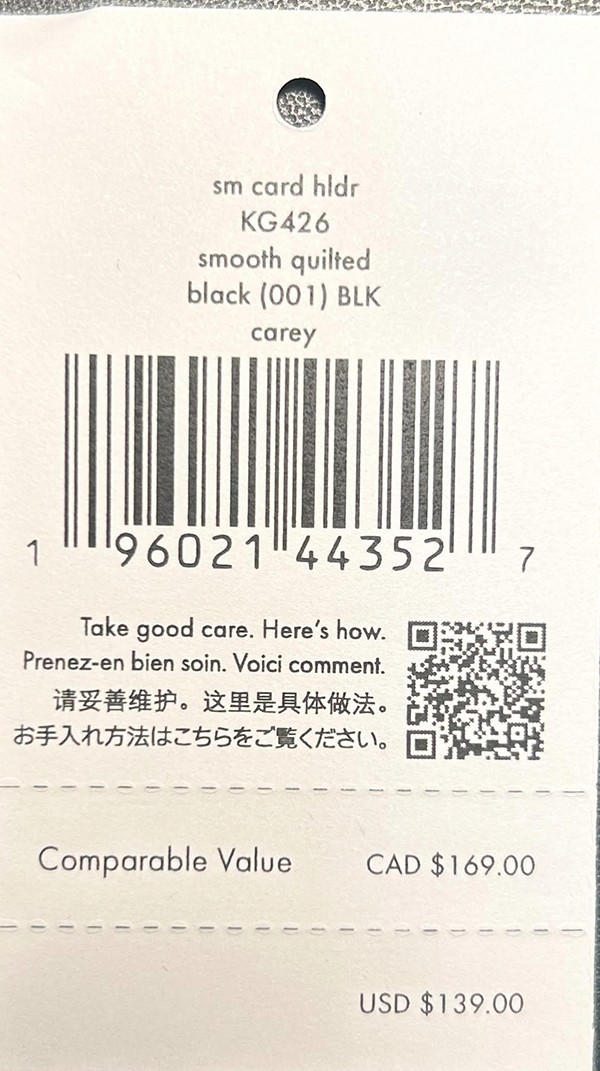 sm card hldr
KG426
smooth quilted
black (001) BLK
carey
1 96021 44352 7
Take good care. Here's how.
Prenez-en bien soin. Voici comment.
请妥善维护。这里是具体做法。
お手入れ方法はこちらをご覧ください。
Comparable Value CAD $169.00
USD $139.00